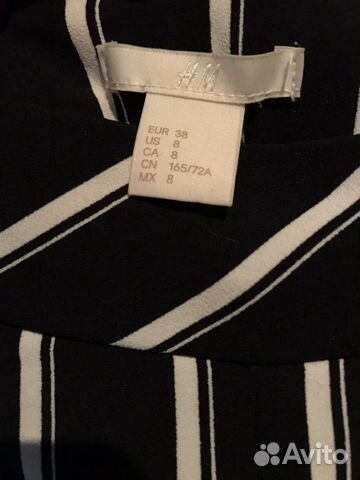 H&M
EUR 38
US 8
CA 8
CN 165/72A
MX 8
Avito